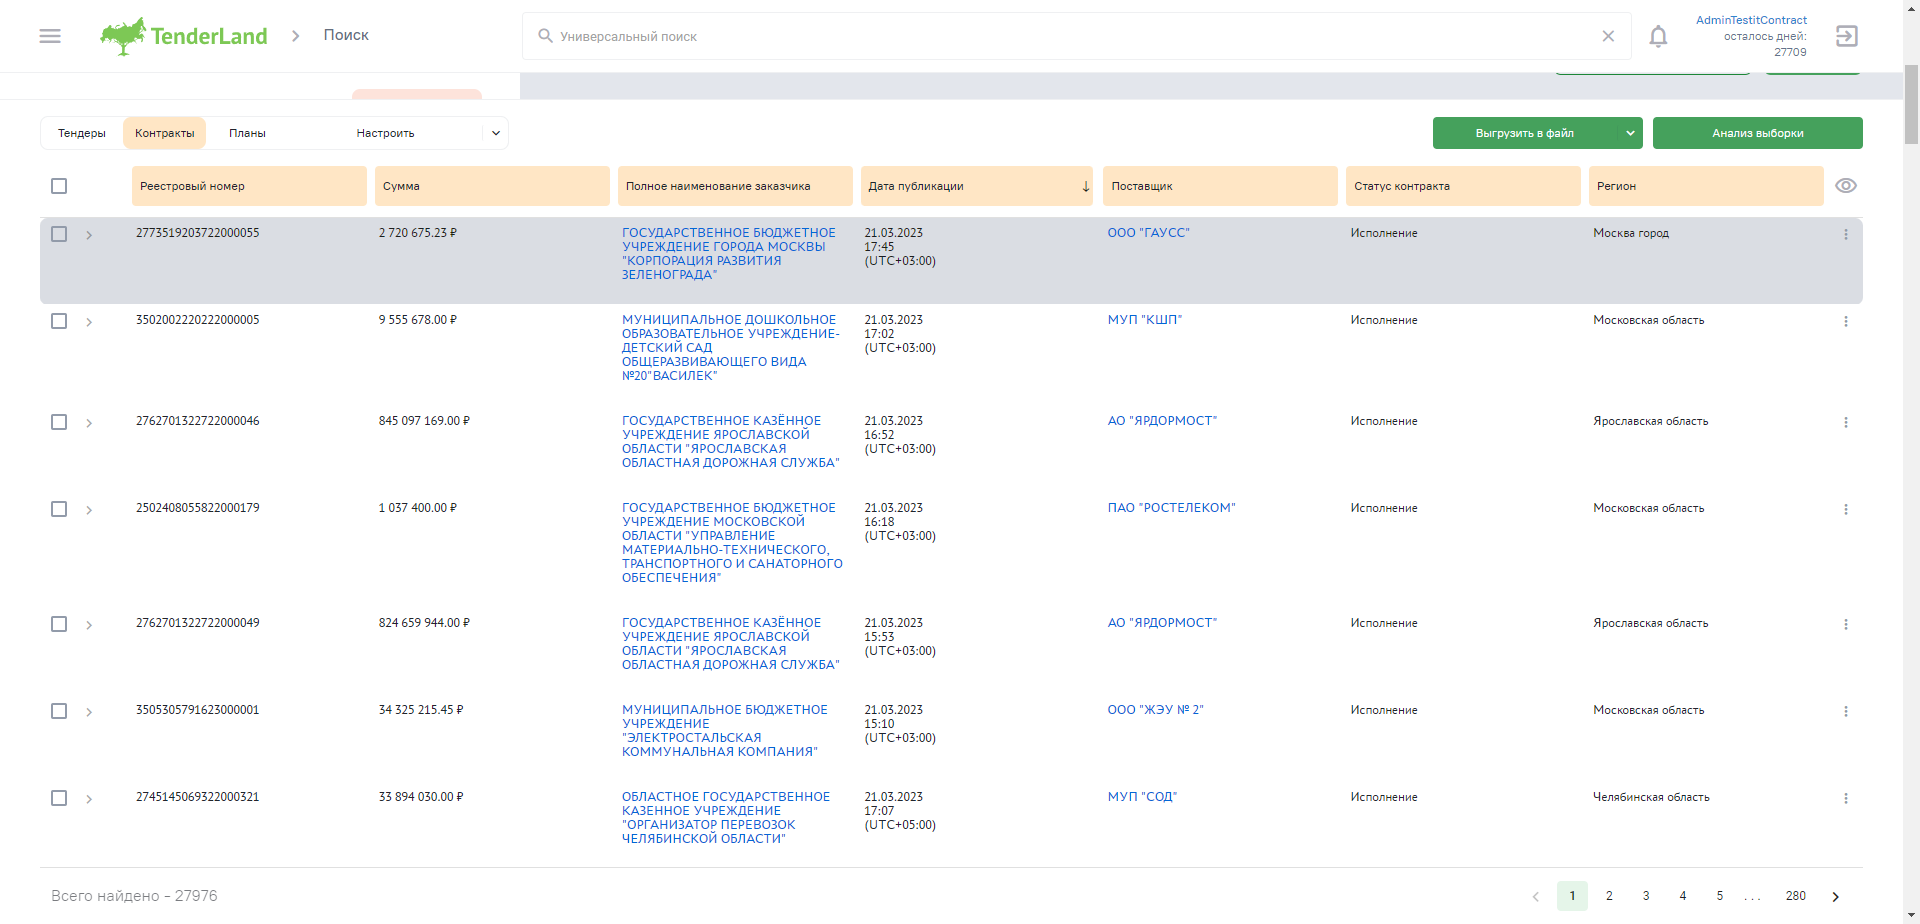 TenderLand
Поиск
Универсальный поиск
AdminTestitContract
осталось дней:
27709
Тендеры
Контракты
Планы
Настроить
Выгрузить в файл
Анализ выборки
Реестровый номер
Сумма
Полное наименование заказчика
Дата публикации
Поставщик
Статус контракта
Регион
2773519203722000055
2 720 675.23 ₽
ГОСУДАРСТВЕННОЕ БЮДЖЕТНОЕ
УЧРЕЖДЕНИЕ ГОРОДА МОСКВЫ
"КОРПОРАЦИЯ РАЗВИТИЯ
ЗЕЛЕНОГРАДА"
21.03.2023
17:45
(UTC+03:00)
ООО "ГАУСС"
Исполнение
Москва город
3502002220222000005
9 555 678.00 ₽
МУНИЦИПАЛЬНОЕ ДОШКОЛЬНОЕ
ОБРАЗОВАТЕЛЬНОЕ УЧРЕЖДЕНИЕ-
ДЕТСКИЙ САД
ОБЩЕРАЗВИВАЮЩЕГО ВИДА
№20"ВАСИЛЕК"
21.03.2023
17:02
(UTC+03:00)
МУП "КШП"
Исполнение
Московская область
2762701322722000046
845 097 169.00 ₽
ГОСУДАРСТВЕННОЕ КАЗЁННОЕ
УЧРЕЖДЕНИЕ ЯРОСЛАВСКОЙ
ОБЛАСТИ "ЯРОСЛАВСКАЯ
ОБЛАСТНАЯ ДОРОЖНАЯ СЛУЖБА"
21.03.2023
16:52
(UTC+03:00)
АО "ЯРДОРМОСТ"
Исполнение
Ярославская область
2502408055822000179
1 037 400.00 ₽
ГОСУДАРСТВЕННОЕ БЮДЖЕТНОЕ
УЧРЕЖДЕНИЕ МОСКОВСКОЙ
ОБЛАСТИ "УПРАВЛЕНИЕ
МАТЕРИАЛЬНО-ТЕХНИЧЕСКОГО,
ТРАНСПОРТНОГО И САНАТОРНОГО
ОБЕСПЕЧЕНИЯ"
21.03.2023
16:18
(UTC+03:00)
ПАО "РОСТЕЛЕКОМ"
Исполнение
Московская область
2762701322722000049
824 659 944.00 ₽
ГОСУДАРСТВЕННОЕ КАЗЁННОЕ
УЧРЕЖДЕНИЕ ЯРОСЛАВСКОЙ
ОБЛАСТИ "ЯРОСЛАВСКАЯ
ОБЛАСТНАЯ ДОРОЖНАЯ СЛУЖБА"
21.03.2023
15:53
(UTC+03:00)
АО "ЯРДОРМОСТ"
Исполнение
Ярославская область
3505305791623000001
34 325 215.45 ₽
МУНИЦИПАЛЬНОЕ БЮДЖЕТНОЕ
УЧРЕЖДЕНИЕ
"ЭЛЕКТРОСТАЛЬСКАЯ
КОММУНАЛЬНАЯ КОМПАНИЯ"
21.03.2023
15:10
(UTC+03:00)
ООО "ЖЭУ № 2"
Исполнение
Московская область
2745145069322000321
33 894 030.00 ₽
ОБЛАСТНОЕ ГОСУДАРСТВЕННОЕ
КАЗЕННОЕ УЧРЕЖДЕНИЕ
"ОРГАНИЗАТОР ПЕРЕВОЗОК
ЧЕЛЯБИНСКОЙ ОБЛАСТИ"
21.03.2023
17:07
(UTC+05:00)
МУП "СОД"
Исполнение
Челябинская область
Всего найдено - 27976
1 2 3 4 5 ... 280